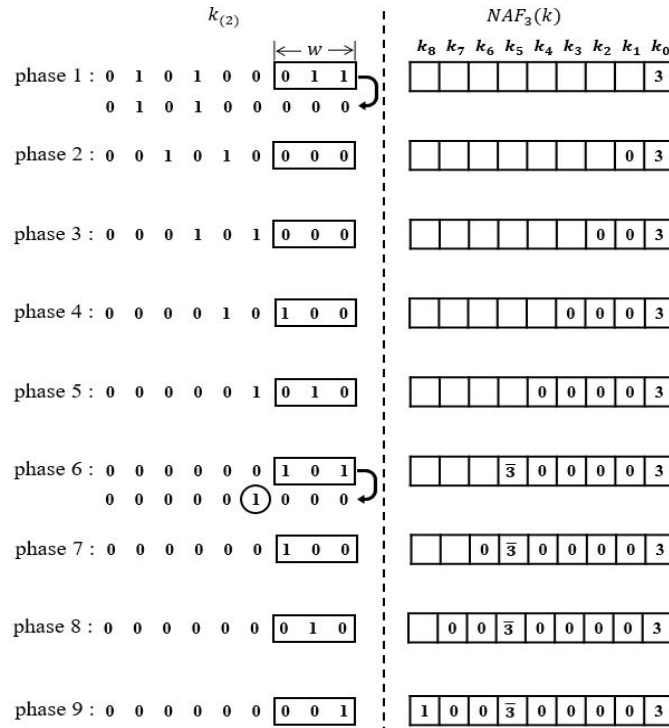 k₍₂₎ NAF₃(k)
w k₈ k₇ k₆ k₅ k₄ k₃ k₂ k₁ k₀
phase 1 : 0 1 0 1 0 0 0 1 1 3
0 1 0 1 0 0 0 0 0
phase 2 : 0 0 1 0 1 0 0 0 0 0 3
phase 3 : 0 0 0 1 0 1 0 0 0 0 0 3
phase 4 : 0 0 0 0 1 0 1 0 0 0 0 0 3
phase 5 : 0 0 0 0 0 1 0 1 0 0 0 0 0 3
phase 6 : 0 0 0 0 0 0 1 0 1 3̅ 0 0 0 0 3
0 0 0 0 0 1 0 0 0
phase 7 : 0 0 0 0 0 0 1 0 0 0 3̅ 0 0 0 0 3
phase 8 : 0 0 0 0 0 0 0 1 0 0 0 3̅ 0 0 0 0 3
phase 9 : 0 0 0 0 0 0 0 0 1 1 0 0 3̅ 0 0 0 0 3